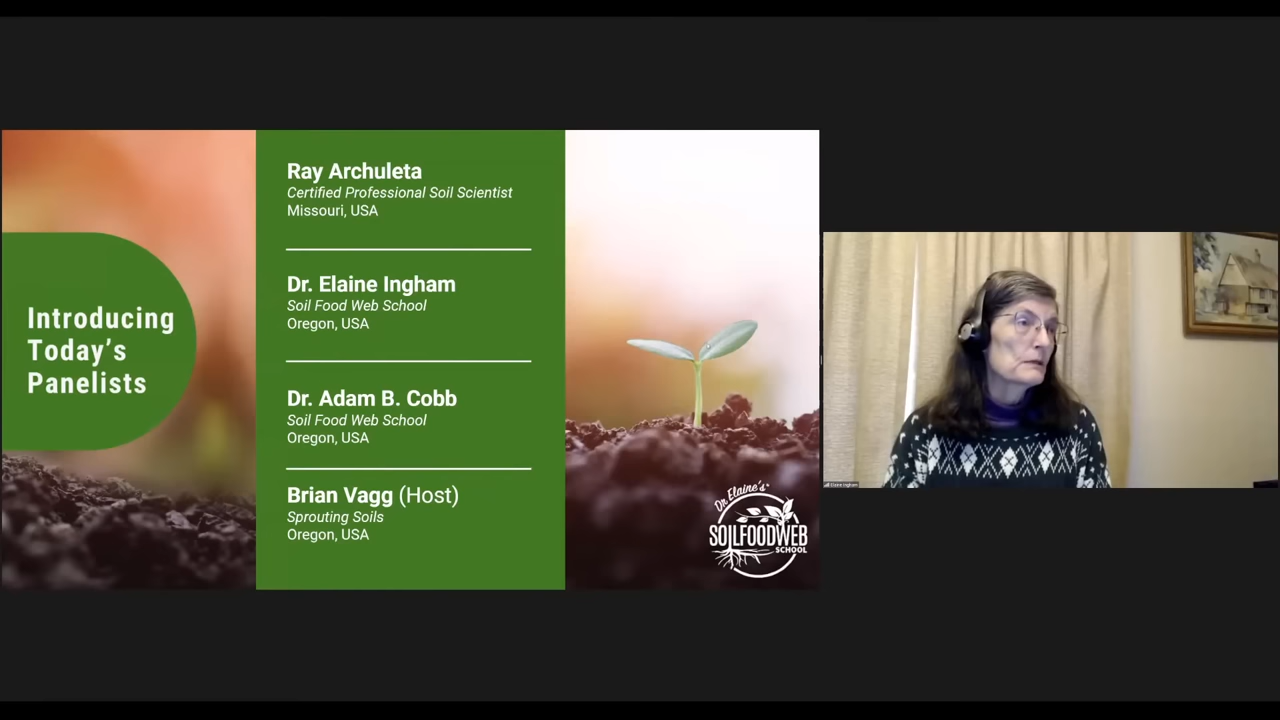 Introducing
Today's
Panelists
Ray Archuleta
Certified Professional Soil Scientist
Missouri, USA
Dr. Elaine Ingham
Soil Food Web School
Oregon, USA
Dr. Adam B. Cobb
Soil Food Web School
Oregon, USA
Brian Vagg (Host)
Sprouting Soils
Oregon, USA
Dr. Elaine's
SOILFOODWEB
SCHOOL
Elaine Ingham